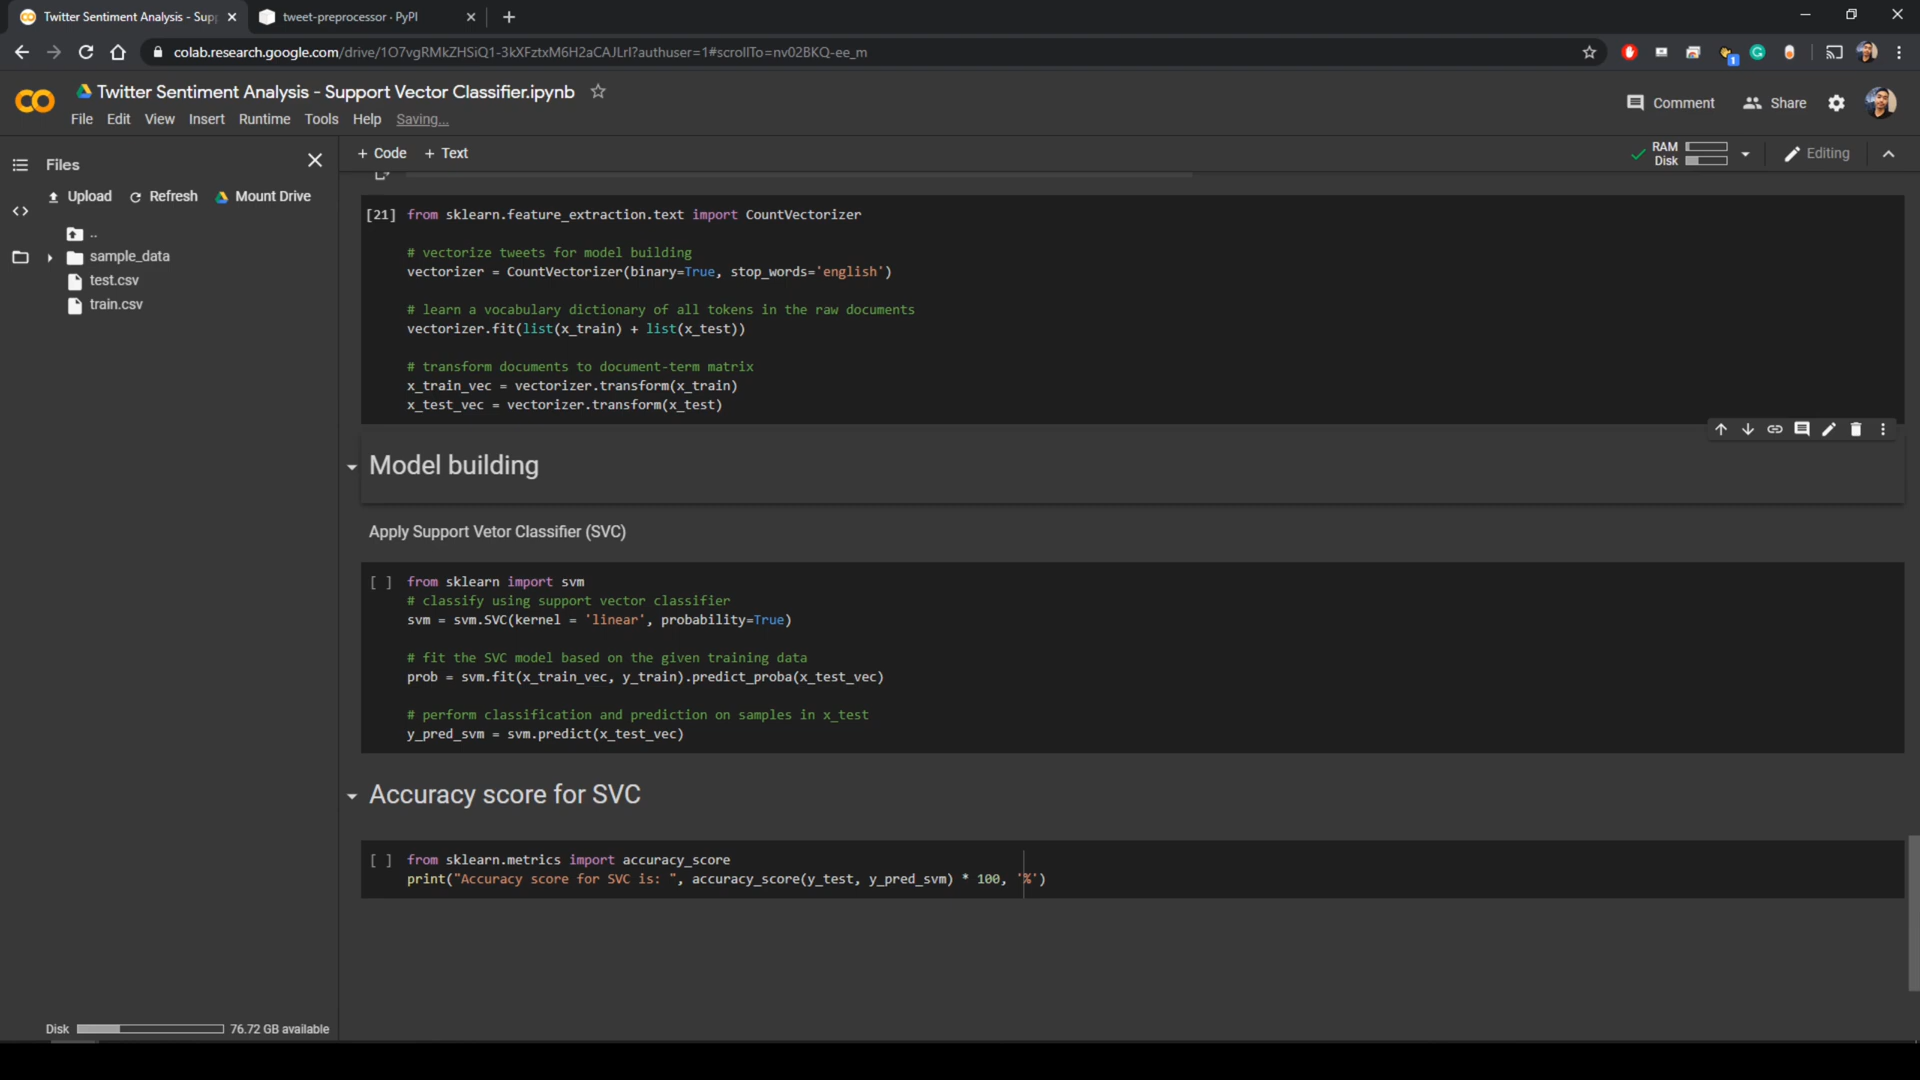 Twitter Sentiment Analysis - Supp
tweet-preprocessor · PyPI
colab.research.google.com/drive/1O7vgRMkZHSiQ1-3kXFztxM6H2aCAJLrI?authuser=1#scrollTo=nv02BKQ-ee_m
1
Twitter Sentiment Analysis - Support Vector Classifier.ipynb
File Edit View Insert Runtime Tools Help Saving...
Comment Share
Files
+ Code + Text
RAM
Disk
Editing
Upload Refresh Mount Drive
..
sample_data
test.csv
train.csv
[21] from sklearn.feature_extraction.text import CountVectorizer
# vectorize tweets for model building
vectorizer = CountVectorizer(binary=True, stop_words='english')
# learn a vocabulary dictionary of all tokens in the raw documents
vectorizer.fit(list(x_train) + list(x_test))
# transform documents to document-term matrix
x_train_vec = vectorizer.transform(x_train)
x_test_vec = vectorizer.transform(x_test)
Model building
Apply Support Vetor Classifier (SVC)
[ ] from sklearn import svm
# classify using support vector classifier
svm = svm.SVC(kernel = 'linear', probability=True)
# fit the SVC model based on the given training data
prob = svm.fit(x_train_vec, y_train).predict_proba(x_test_vec)
# perform classification and prediction on samples in x_test
y_pred_svm = svm.predict(x_test_vec)
Accuracy score for SVC
[ ] from sklearn.metrics import accuracy_score
print("Accuracy score for SVC is: ", accuracy_score(y_test, y_pred_svm) * 100, '%')
Disk 76.72 GB available